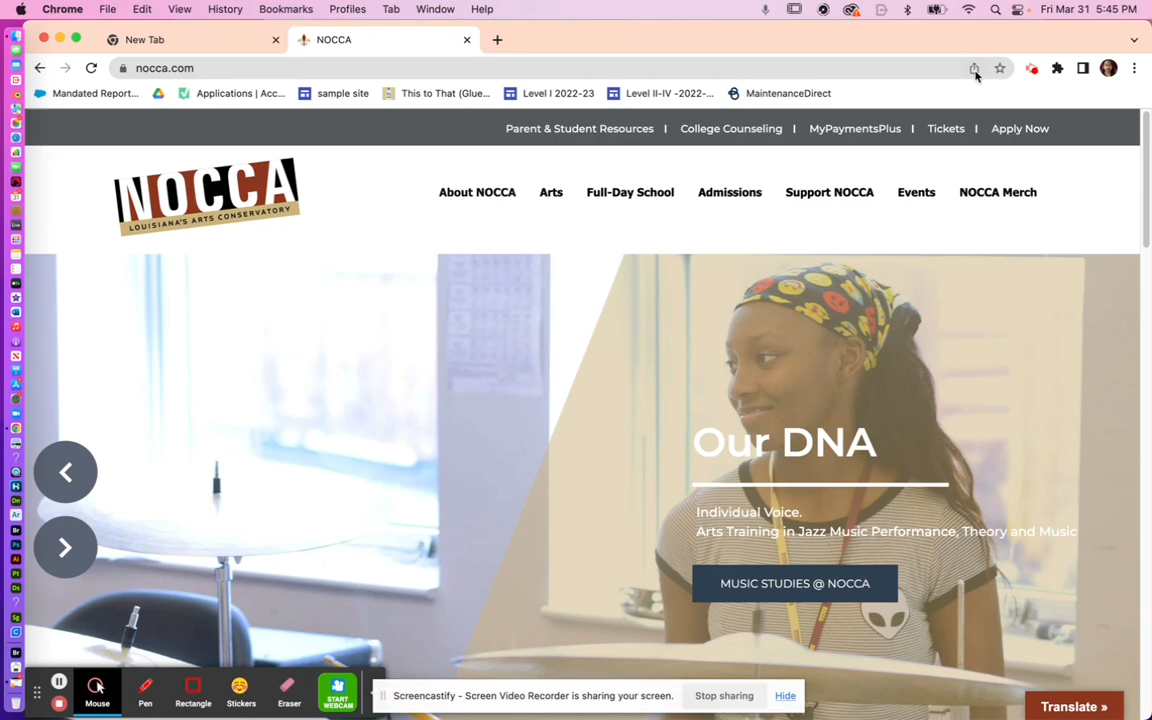 Chrome File Edit View History Bookmarks Profiles Tab Window Help Fri Mar 31 5:45 PM
New Tab NOCCA
nocca.com
Mandated Report... Applications | Acc... sample site This to That (Glue... Level I 2022-23 Level II-IV -2022-... MaintenanceDirect
Parent & Student Resources | College Counseling | MyPaymentsPlus | Tickets | Apply Now
NOCCA
LOUISIANA'S ARTS CONSERVATORY
About NOCCA Arts Full-Day School Admissions Support NOCCA Events NOCCA Merch
Our DNA
Individual Voice.
Arts Training in Jazz Music Performance, Theory and Music
MUSIC STUDIES @ NOCCA
Mouse Pen Rectangle Stickers Eraser START WEBCAM
Screencastify - Screen Video Recorder is sharing your screen. Stop sharing Hide
Translate »